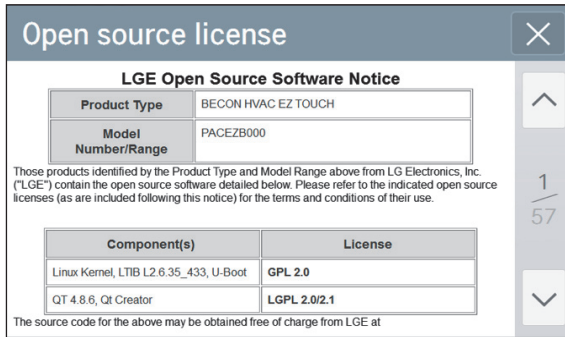 Open source license
LGE Open Source Software Notice
Product Type BECON HVAC EZ TOUCH
Model
Number/Range PACEZB000
Those products identified by the Product Type and Model Range above from LG Electronics, Inc.
("LGE") contain the open source software detailed below. Please refer to the indicated open source
licenses (as are included following this notice) for the terms and conditions of their use.
Component(s) License
Linux Kernel, LTIB L2.6.35_433, U-Boot GPL 2.0
QT 4.8.6, Qt Creator LGPL 2.0/2.1
The source code for the above may be obtained free of charge from LGE at
1
57